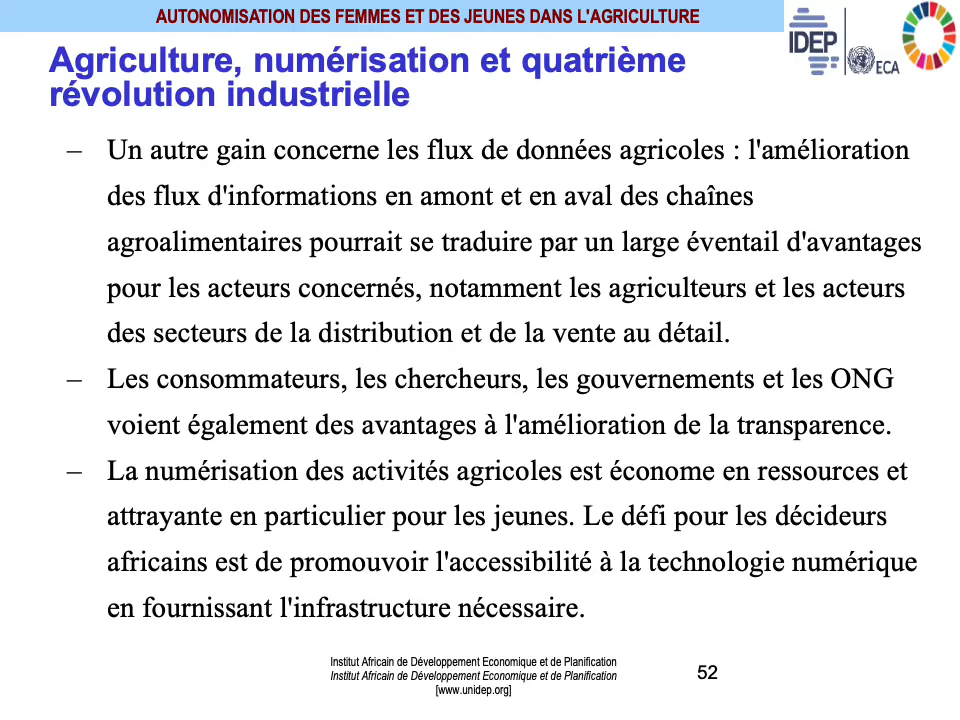 AUTONOMISATION DES FEMMES ET DES JEUNES DANS L'AGRICULTURE
IDEP
ECA
Agriculture, numérisation et quatrième
révolution industrielle
– Un autre gain concerne les flux de données agricoles : l'amélioration
des flux d'informations en amont et en aval des chaînes
agroalimentaires pourrait se traduire par un large éventail d'avantages
pour les acteurs concernés, notamment les agriculteurs et les acteurs
des secteurs de la distribution et de la vente au détail.
– Les consommateurs, les chercheurs, les gouvernements et les ONG
voient également des avantages à l'amélioration de la transparence.
– La numérisation des activités agricoles est économe en ressources et
attrayante en particulier pour les jeunes. Le défi pour les décideurs
africains est de promouvoir l'accessibilité à la technologie numérique
en fournissant l'infrastructure nécessaire.
Institut Africain de Développement Economique et de Planification
Institut Africain de Développement Economique et de Planification
[www.unidep.org]
52